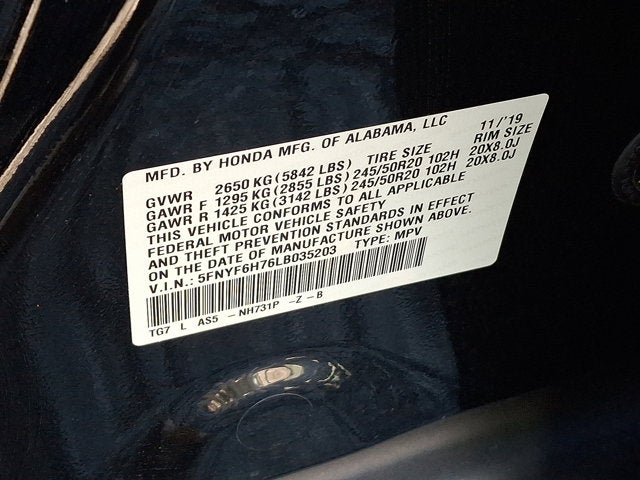 MFD. BY HONDA MFG. OF ALABAMA, LLC 11/'19
TIRE SIZE RIM SIZE
GVWR 2650 KG (5842 LBS)
GAWR F 1295 KG (2855 LBS) 245/50R20 102H 20X8.0J
GAWR R 1425 KG (3142 LBS) 245/50R20 102H 20X8.0J
THIS VEHICLE CONFORMS TO ALL APPLICABLE
FEDERAL MOTOR VEHICLE SAFETY
AND THEFT PREVENTION STANDARDS IN EFFECT
ON THE DATE OF MANUFACTURE SHOWN ABOVE.
V.I.N.: 5FNYF6H76LB035203 TYPE: MPV
TG7 L AS5 -NH731P -Z -B